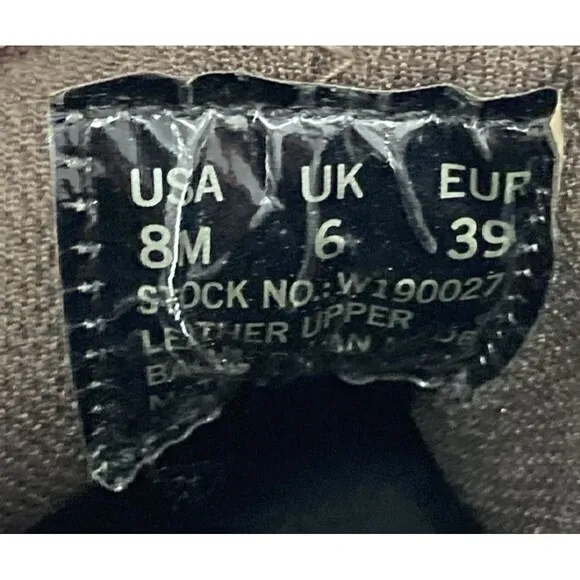 USA UK EUR
8M 6 39
STOCK NO.: W190027
LEATHER UPPER